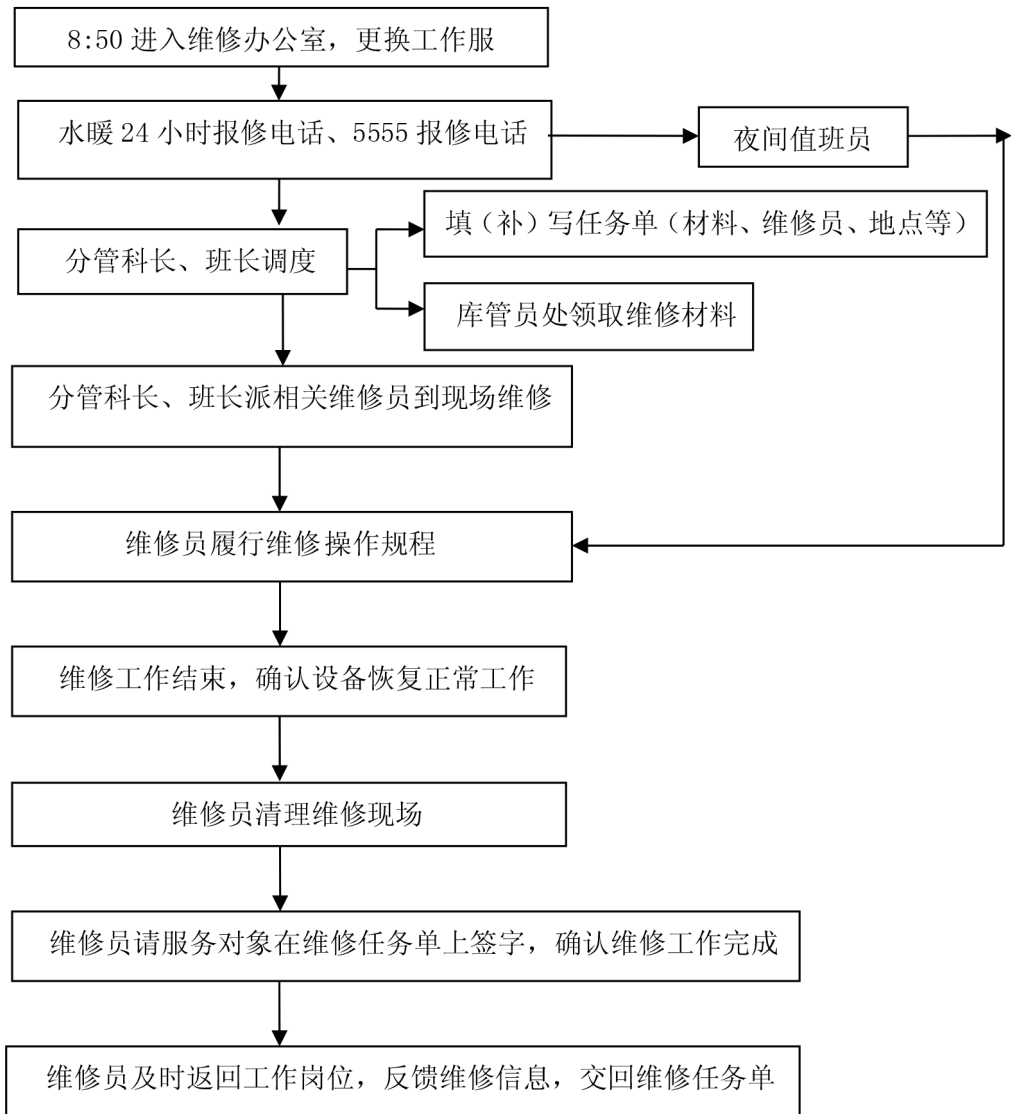 8:50 进入维修办公室，更换工作服
水暖 24 小时报修电话、5555 报修电话
夜间值班员
填（补）写任务单（材料、维修员、地点等）
分管科长、班长调度
库管员处领取维修材料
分管科长、班长派相关维修员到现场维修
维修员履行维修操作规程
维修工作结束，确认设备恢复正常工作
维修员清理维修现场
维修员请服务对象在维修任务单上签字，确认维修工作完成
维修员及时返回工作岗位，反馈维修信息，交回维修任务单